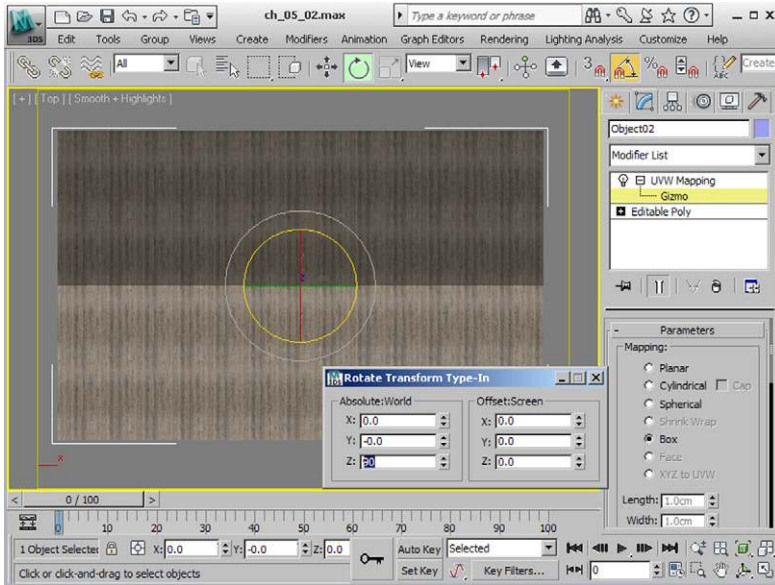 ch_05_02.max
Type a keyword or phrase
3DS
Edit Tools Group Views Create Modifiers Animation Graph Editors Rendering Lighting Analysis Customize Help
All View 3 % ABC Create
[ + ] [ Top ] [ Smooth + Highlights ]
Object02
Modifier List
UVW Mapping
Gizmo
Editable Poly
z
x
Rotate Transform Type-In
Absolute:World Offset:Screen
X: 0.0 X: 0.0
Y: -0.0 Y: 0.0
Z: Z: 0.0
- Parameters
Mapping:
Planar
Cylindrical Cap
Spherical
Shrink Wrap
Box
Face
XYZ to UVW
Length: 1.0cm
Width: 1.0cm
< 0 / 100 >
0 10 20 30 40 50 60 70 80 90 100
1 Object Selected X: 0.0 Y: -0.0 Z: 0.0 Auto Key Selected
Click or click-and-drag to select objects Set Key Key Filters... 0